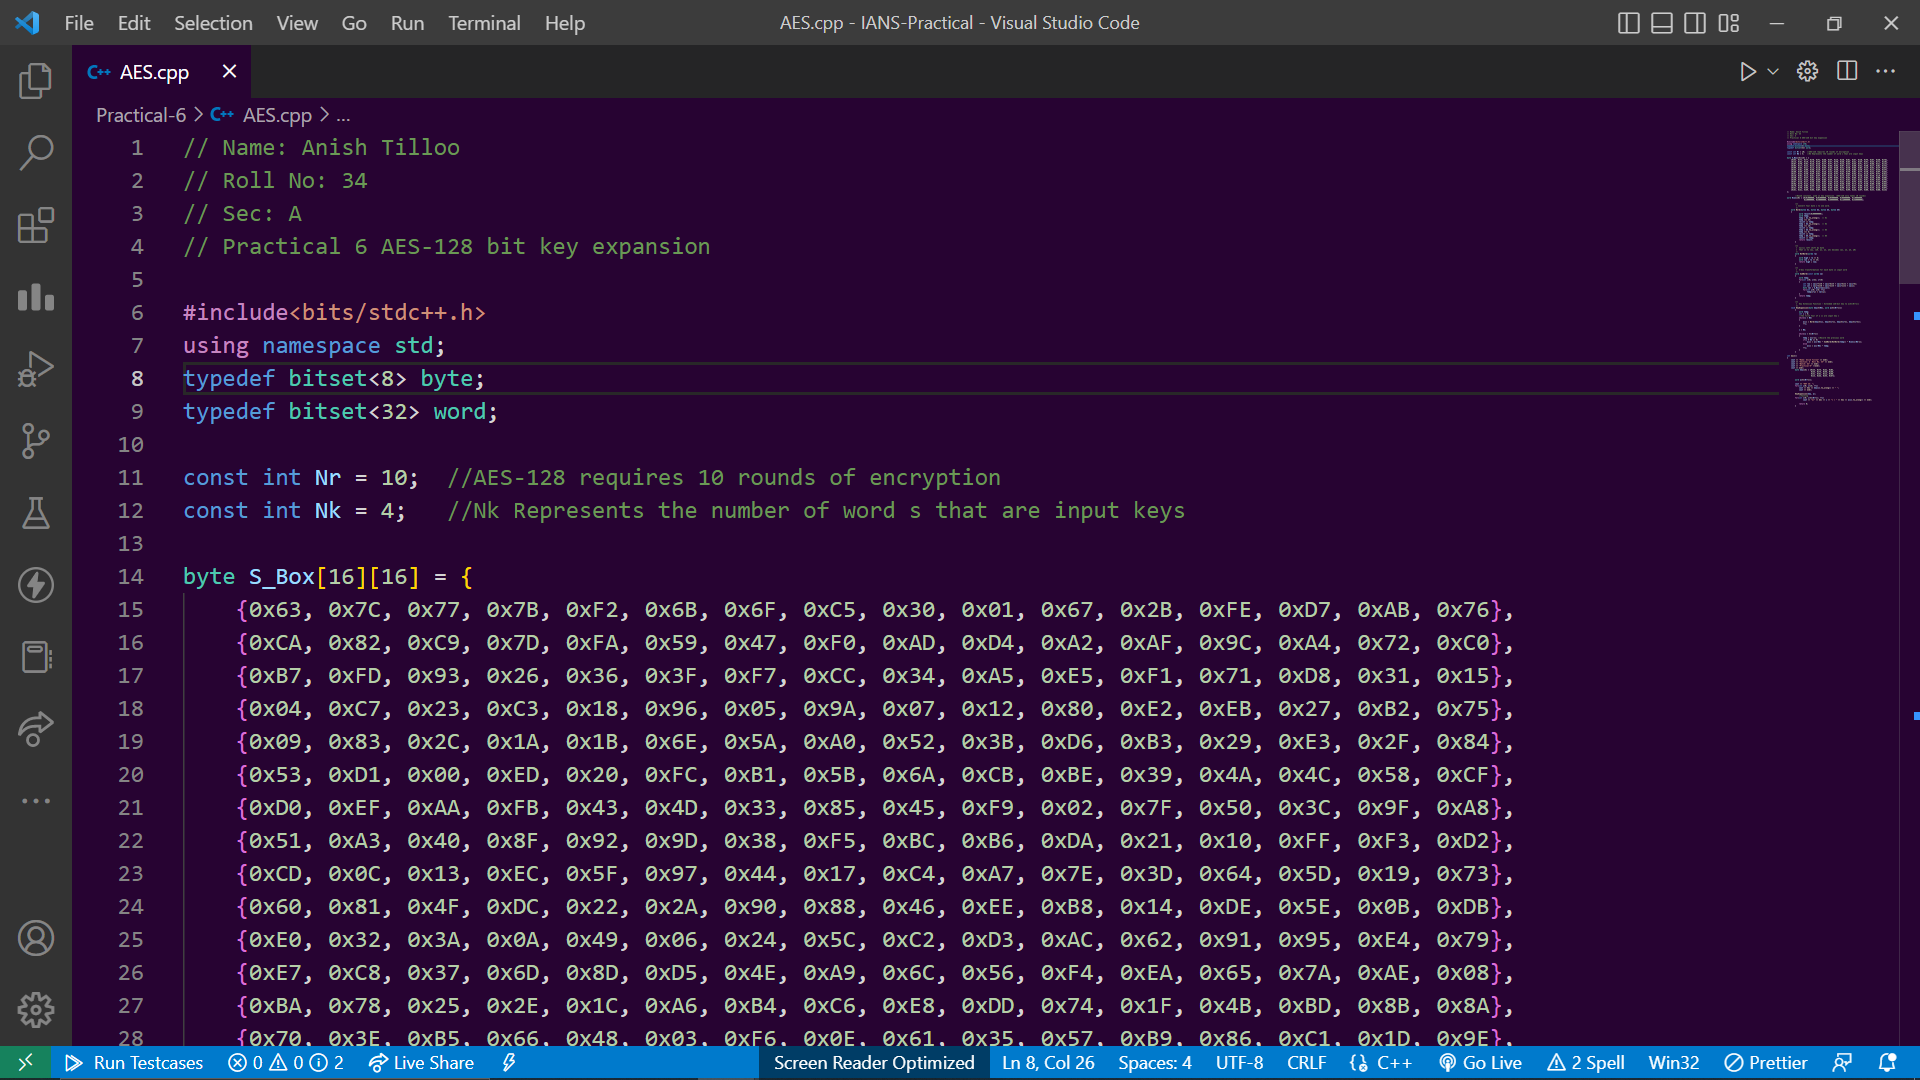 File Edit Selection View Go Run Terminal Help AES.cpp - IANS-Practical - Visual Studio Code
C++ AES.cpp
Practical-6 > C++ AES.cpp > ...
1 // Name: Anish Tilloo
2 // Roll No: 34
3 // Sec: A
4 // Practical 6 AES-128 bit key expansion
5
6 #include<bits/stdc++.h>
7 using namespace std;
8 typedef bitset<8> byte;
9 typedef bitset<32> word;
10
11 const int Nr = 10;  //AES-128 requires 10 rounds of encryption
12 const int Nk = 4;   //Nk Represents the number of word s that are input keys
13
14 byte S_Box[16][16] = {
15     {0x63, 0x7C, 0x77, 0x7B, 0xF2, 0x6B, 0x6F, 0xC5, 0x30, 0x01, 0x67, 0x2B, 0xFE, 0xD7, 0xAB, 0x76},
16     {0xCA, 0x82, 0xC9, 0x7D, 0xFA, 0x59, 0x47, 0xF0, 0xAD, 0xD4, 0xA2, 0xAF, 0x9C, 0xA4, 0x72, 0xC0},
17     {0xB7, 0xFD, 0x93, 0x26, 0x36, 0x3F, 0xF7, 0xCC, 0x34, 0xA5, 0xE5, 0xF1, 0x71, 0xD8, 0x31, 0x15},
18     {0x04, 0xC7, 0x23, 0xC3, 0x18, 0x96, 0x05, 0x9A, 0x07, 0x12, 0x80, 0xE2, 0xEB, 0x27, 0xB2, 0x75},
19     {0x09, 0x83, 0x2C, 0x1A, 0x1B, 0x6E, 0x5A, 0xA0, 0x52, 0x3B, 0xD6, 0xB3, 0x29, 0xE3, 0x2F, 0x84},
20     {0x53, 0xD1, 0x00, 0xED, 0x20, 0xFC, 0xB1, 0x5B, 0x6A, 0xCB, 0xBE, 0x39, 0x4A, 0x4C, 0x58, 0xCF},
21     {0xD0, 0xEF, 0xAA, 0xFB, 0x43, 0x4D, 0x33, 0x85, 0x45, 0xF9, 0x02, 0x7F, 0x50, 0x3C, 0x9F, 0xA8},
22     {0x51, 0xA3, 0x40, 0x8F, 0x92, 0x9D, 0x38, 0xF5, 0xBC, 0xB6, 0xDA, 0x21, 0x10, 0xFF, 0xF3, 0xD2},
23     {0xCD, 0x0C, 0x13, 0xEC, 0x5F, 0x97, 0x44, 0x17, 0xC4, 0xA7, 0x7E, 0x3D, 0x64, 0x5D, 0x19, 0x73},
24     {0x60, 0x81, 0x4F, 0xDC, 0x22, 0x2A, 0x90, 0x88, 0x46, 0xEE, 0xB8, 0x14, 0xDE, 0x5E, 0x0B, 0xDB},
25     {0xE0, 0x32, 0x3A, 0x0A, 0x49, 0x06, 0x24, 0x5C, 0xC2, 0xD3, 0xAC, 0x62, 0x91, 0x95, 0xE4, 0x79},
26     {0xE7, 0xC8, 0x37, 0x6D, 0x8D, 0xD5, 0x4E, 0xA9, 0x6C, 0x56, 0xF4, 0xEA, 0x65, 0x7A, 0xAE, 0x08},
27     {0xBA, 0x78, 0x25, 0x2E, 0x1C, 0xA6, 0xB4, 0xC6, 0xE8, 0xDD, 0x74, 0x1F, 0x4B, 0xBD, 0x8B, 0x8A},
28     {0x70, 0x3E, 0xB5, 0x66, 0x48, 0x03, 0xF6, 0x0E, 0x61, 0x35, 0x57, 0xB9, 0x86, 0xC1, 0x1D, 0x9E},
Run Testcases 0 0 2 Live Share Screen Reader Optimized Ln 8, Col 26 Spaces: 4 UTF-8 CRLF C++ Go Live 2 Spell Win32 Prettier